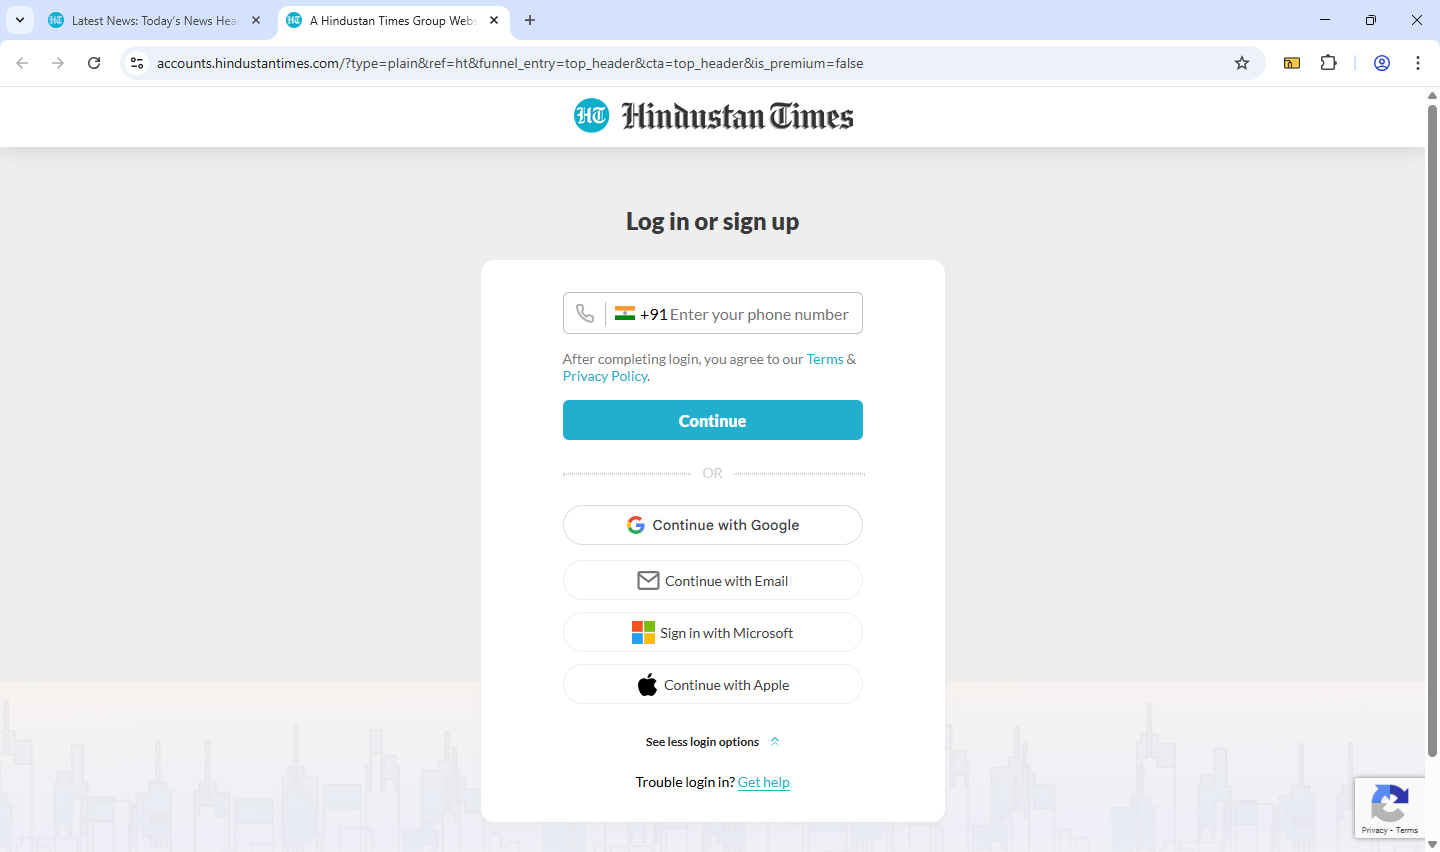 Latest News: Today's News Hea
A Hindustan Times Group Webs
accounts.hindustantimes.com/?type=plain&ref=ht&funnel_entry=top_header&cta=top_header&is_premium=false
HT Hindustan Times
Log in or sign up
+91 Enter your phone number
After completing login, you agree to our Terms &
Privacy Policy.
Continue
OR
Continue with Google
Continue with Email
Sign in with Microsoft
Continue with Apple
See less login options
Trouble login in? Get help
Privacy - Terms